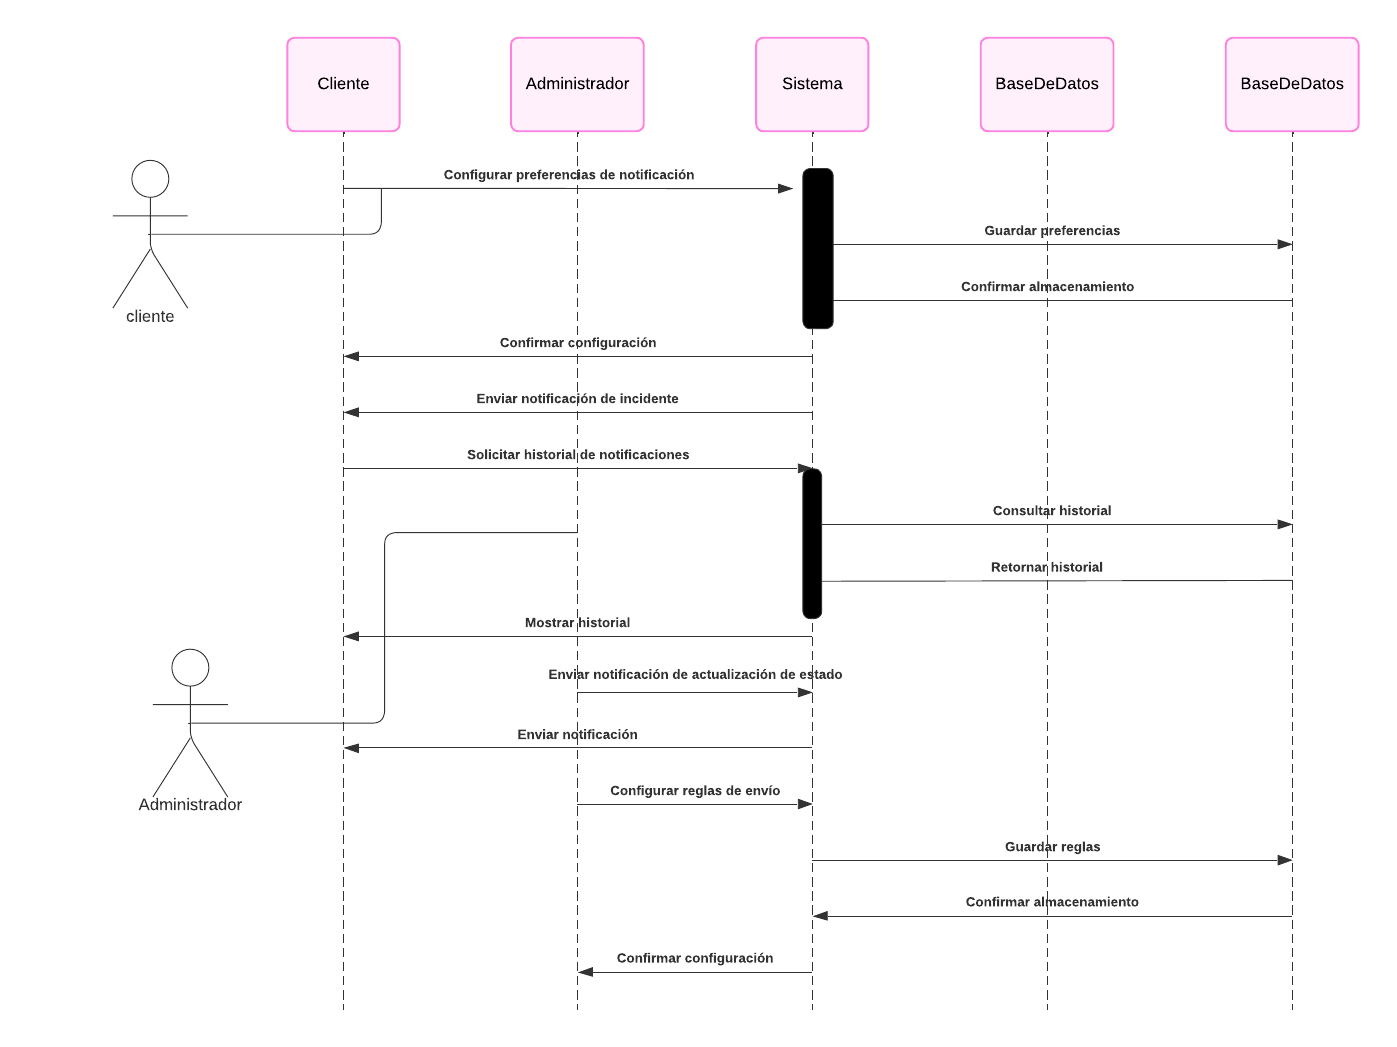 Cliente
Administrador
Sistema
BaseDeDatos
BaseDeDatos
Configurar preferencias de notificación
Guardar preferencias
Confirmar almacenamiento
cliente
Confirmar configuración
Enviar notificación de incidente
Solicitar historial de notificaciones
Consultar historial
Retornar historial
Mostrar historial
Enviar notificación de actualización de estado
Enviar notificación
Configurar reglas de envío
Administrador
Guardar reglas
Confirmar almacenamiento
Confirmar configuración